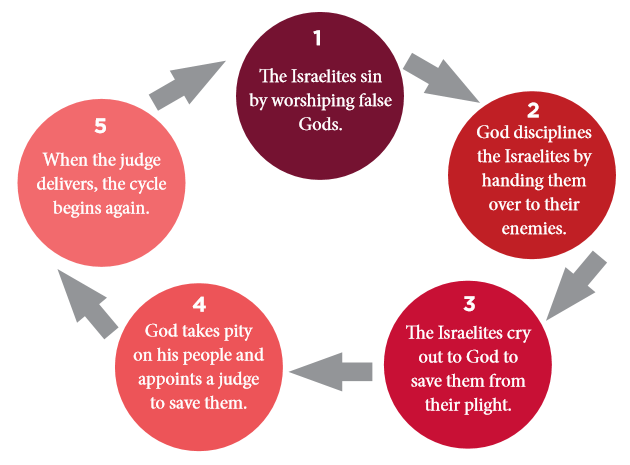 1
The Israelites sin
by worshiping false
Gods.
2
God disciplines
the Israelites by
handing them
over to their
enemies.
3
The Israelites cry
out to God to
save them from
their plight.
4
God takes pity
on his people and
appoints a judge
to save them.
5
When the judge
delivers, the cycle
begins again.